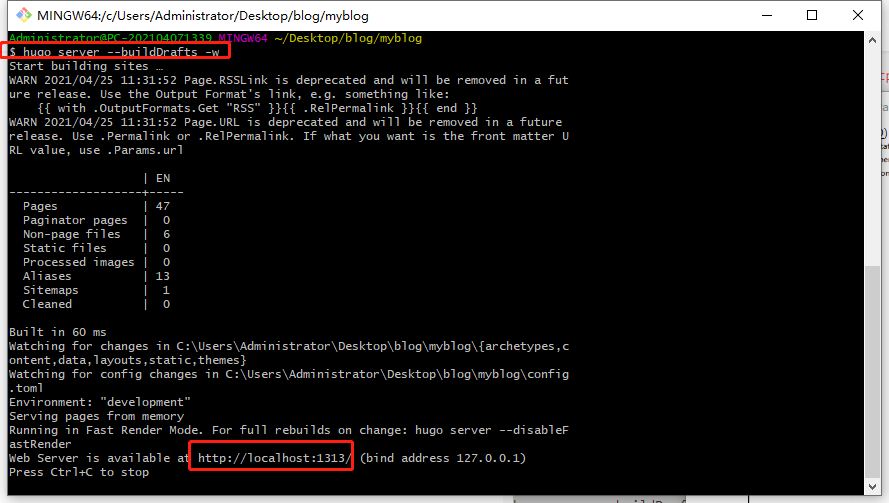 MINGW64:/c/Users/Administrator/Desktop/blog/myblog
Administrator@PC-202104071339 MINGW64 ~/Desktop/blog/myblog
$ hugo server --buildDrafts -w
Start building sites …
WARN 2021/04/25 11:31:52 Page.RSSLink is deprecated and will be removed in a fut
ure release. Use the Output Format's link, e.g. something like:
    {{ with .OutputFormats.Get "RSS" }}{{ .RelPermalink }}{{ end }}
WARN 2021/04/25 11:31:52 Page.URL is deprecated and will be removed in a future
release. Use .Permalink or .RelPermalink. If what you want is the front matter U
RL value, use .Params.url
                   | EN
-------------------+-----
  Pages            | 47
  Paginator pages  |  0
  Non-page files   |  6
  Static files     |  0
  Processed images |  0
  Aliases          | 13
  Sitemaps         |  1
  Cleaned          |  0
Built in 60 ms
Watching for changes in C:\Users\Administrator\Desktop\blog\myblog\{archetypes,c
ontent,data,layouts,static,themes}
Watching for config changes in C:\Users\Administrator\Desktop\blog\myblog\config
.toml
Environment: "development"
Serving pages from memory
Running in Fast Render Mode. For full rebuilds on change: hugo server --disableF
astRender
Web Server is available at http://localhost:1313/ (bind address 127.0.0.1)
Press Ctrl+C to stop